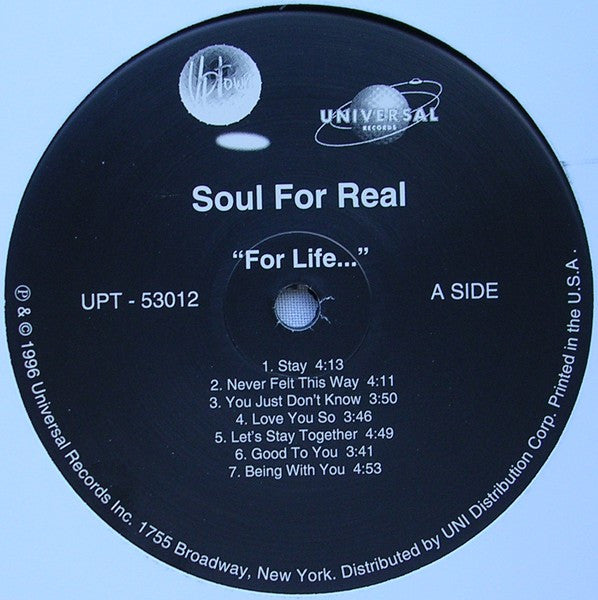 Uptown
UNIVERSAL
RECORDS
Soul For Real
“For Life...”
UPT - 53012
A SIDE
1. Stay 4:13
2. Never Felt This Way 4:11
3. You Just Don't Know 3:50
4. Love You So 3:46
5. Let's Stay Together 4:49
6. Good To You 3:41
7. Being With You 4:53
℗ & © 1996 Universal Records Inc. 1755 Broadway, New York. Distributed by UNI Distribution Corp. Printed in the U.S.A.